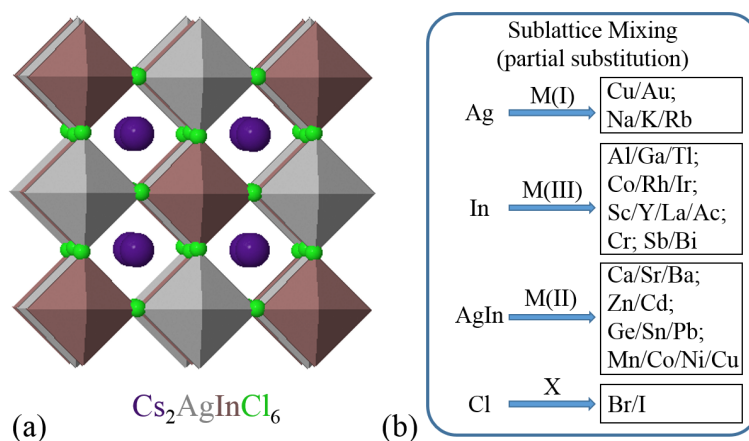 Cs2AgInCl6
(a)
Sublattice Mixing
(partial substitution)
Ag M(I) Cu/Au;
Na/K/Rb
In M(III) Al/Ga/Tl;
Co/Rh/Ir;
Sc/Y/La/Ac;
Cr; Sb/Bi
AgIn M(II) Ca/Sr/Ba;
Zn/Cd;
Ge/Sn/Pb;
Mn/Co/Ni/Cu
Cl X Br/I
(b)